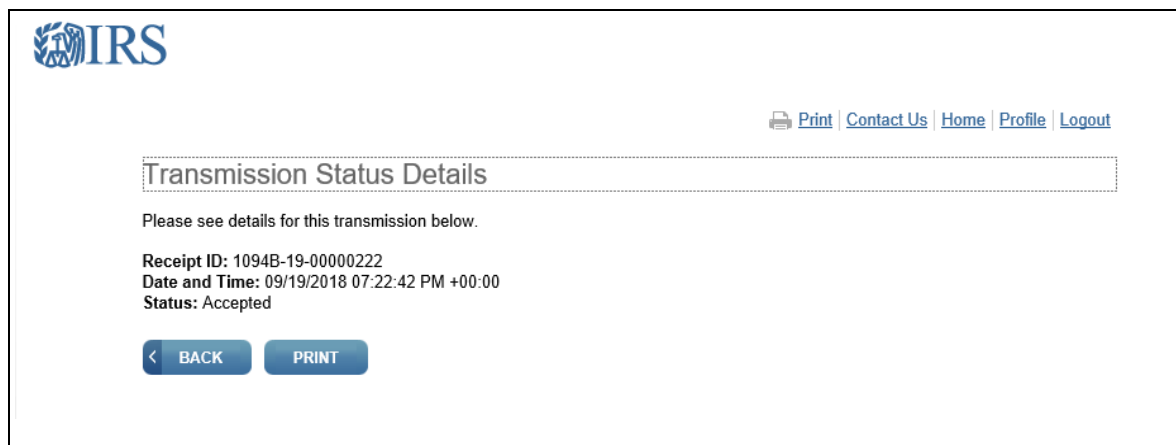 IRS
Print Contact Us Home Profile Logout
Transmission Status Details
Please see details for this transmission below.
Receipt ID: 1094B-19-00000222
Date and Time: 09/19/2018 07:22:42 PM +00:00
Status: Accepted
BACK PRINT